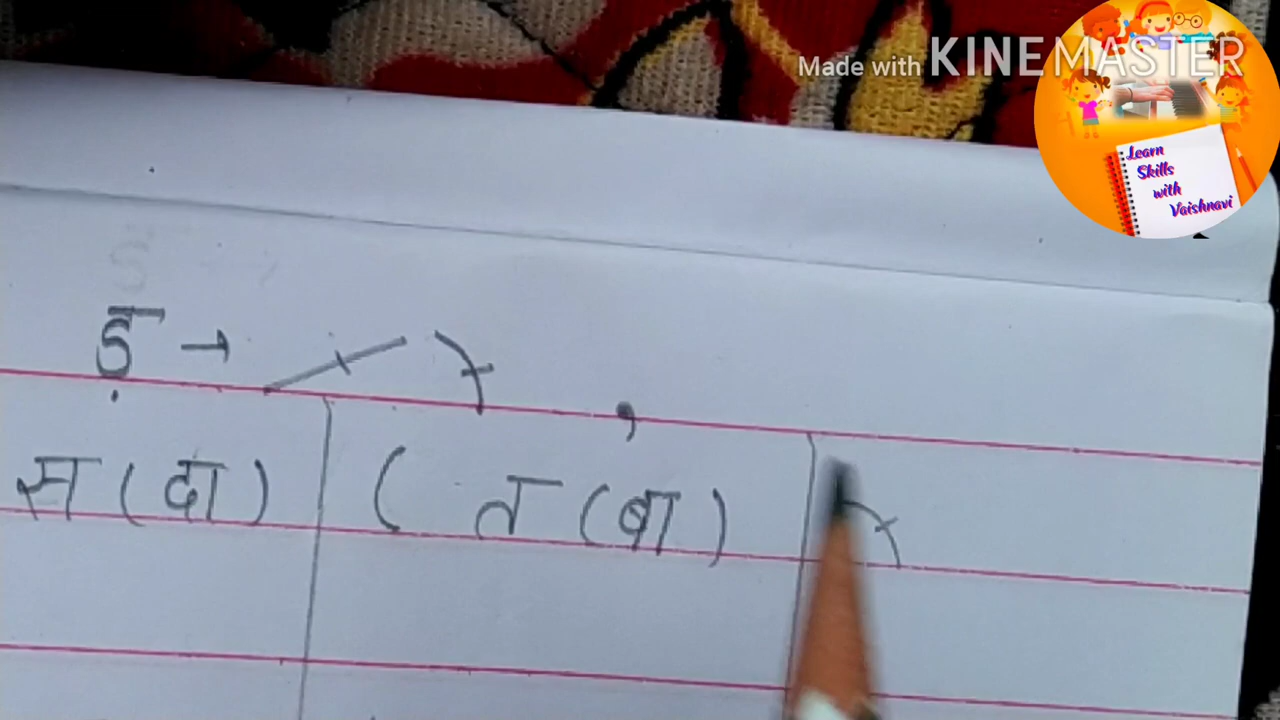 Made with KINEMASTER
Learn
Skills
with
Vaishnavi
ड़ →
स (दा) ( त (बा)